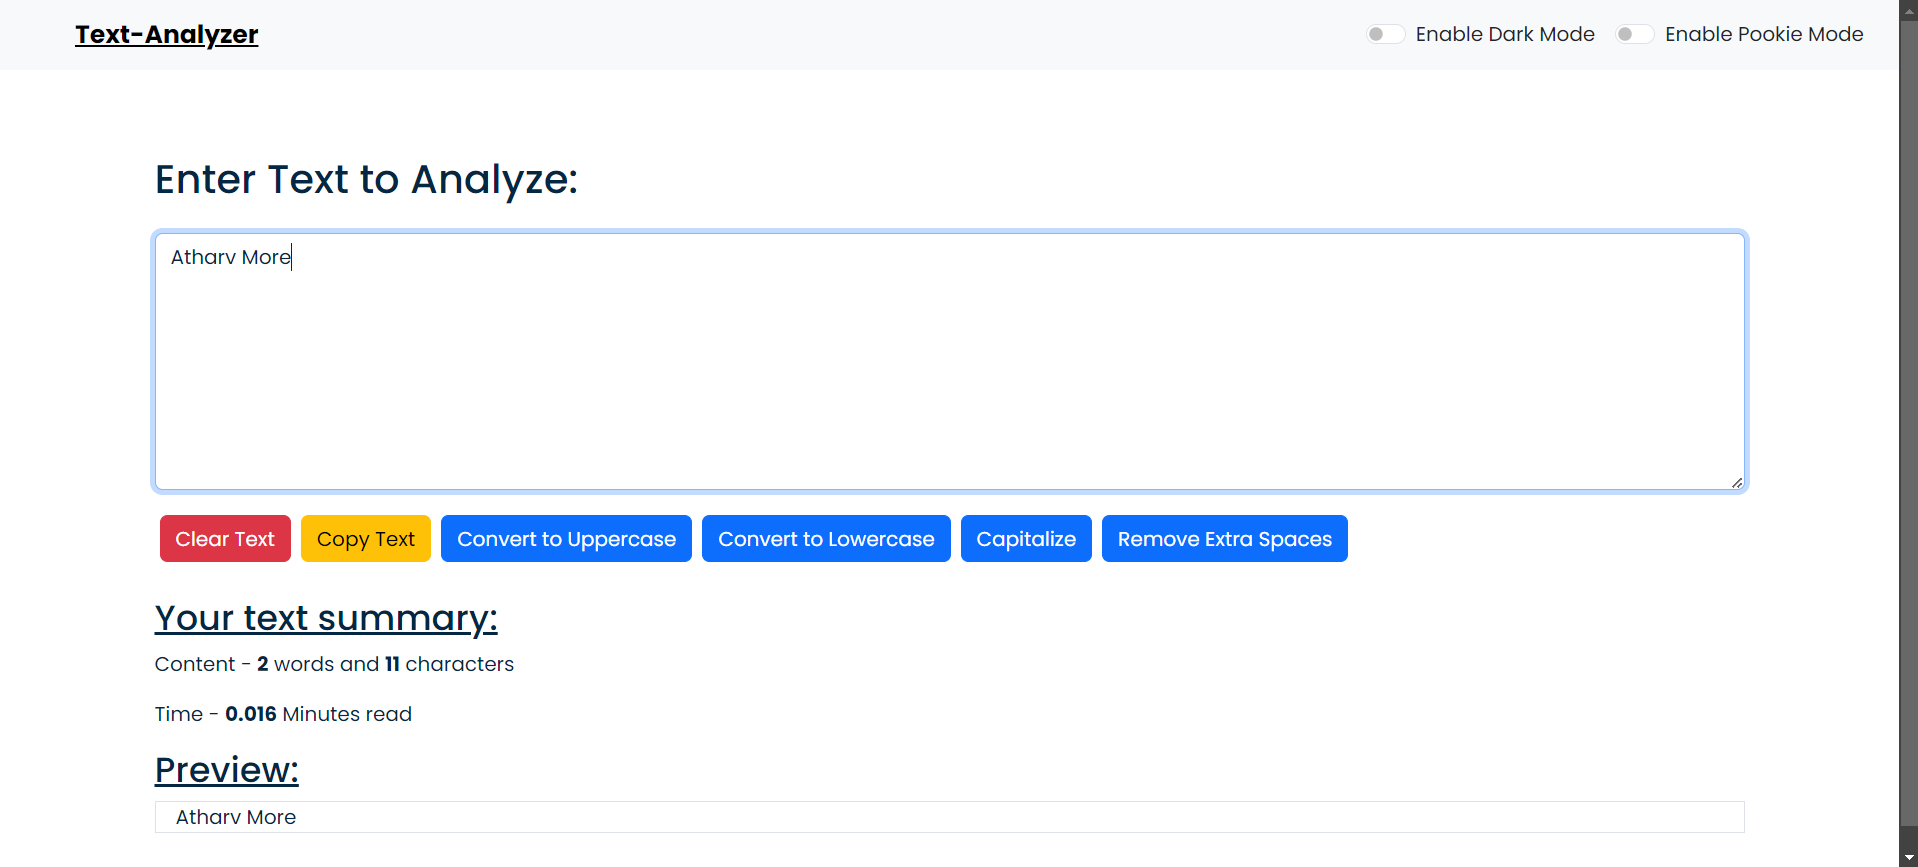 Text-Analyzer Enable Dark Mode Enable Pookie Mode
Enter Text to Analyze:
Atharv More
Clear Text Copy Text Convert to Uppercase Convert to Lowercase Capitalize Remove Extra Spaces
Your text summary:
Content - 2 words and 11 characters
Time - 0.016 Minutes read
Preview:
Atharv More